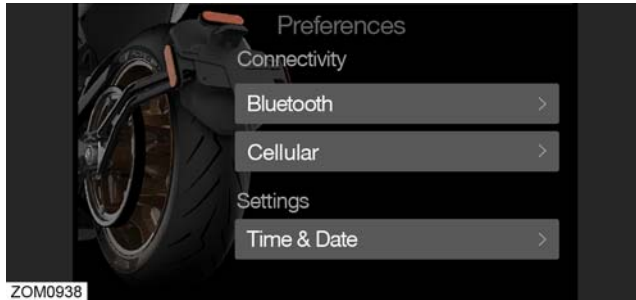 Preferences
Connectivity
Bluetooth
Cellular
Settings
Time & Date
ZOM0938